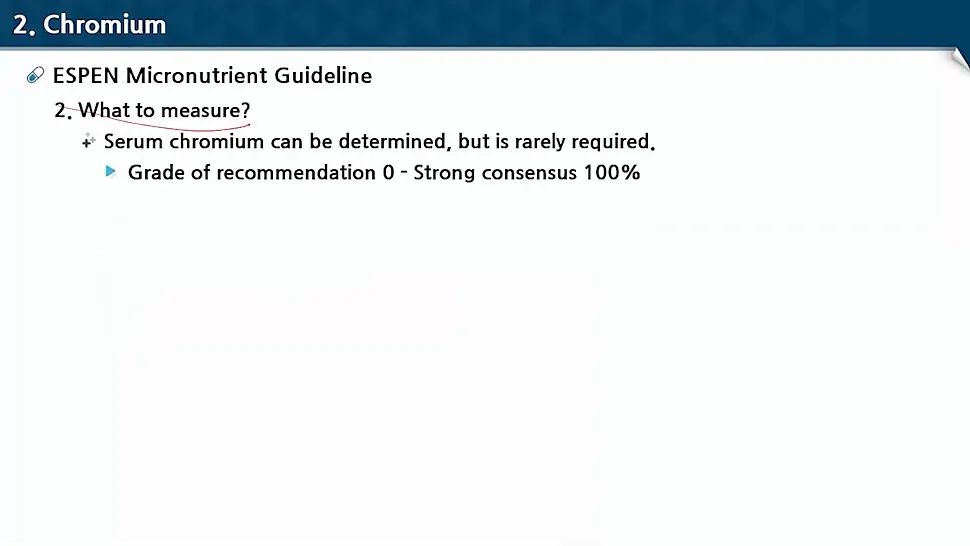 2. Chromium
ESPEN Micronutrient Guideline
2. What to measure?
Serum chromium can be determined, but is rarely required.
Grade of recommendation 0 - Strong consensus 100%